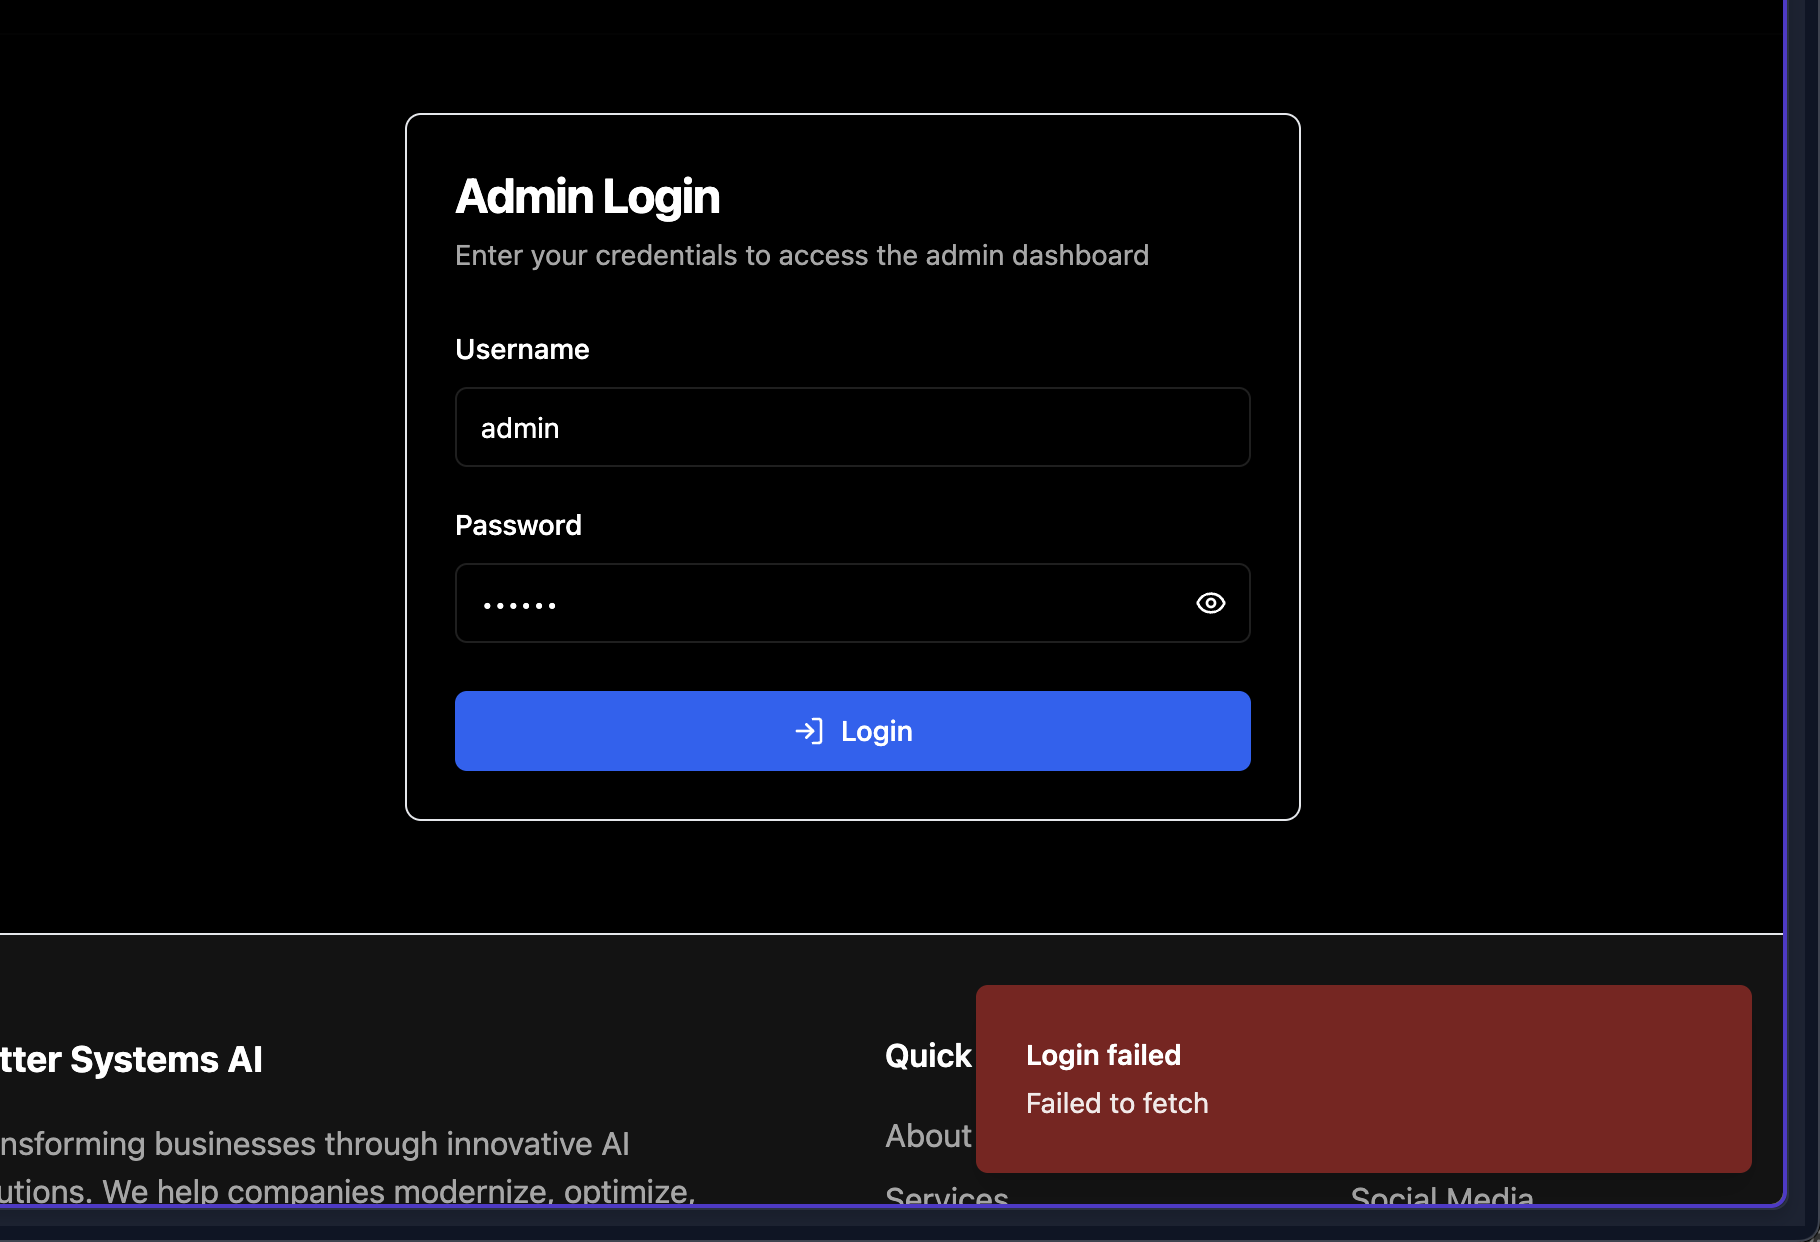 Admin Login
Enter your credentials to access the admin dashboard
Username
admin
Password
••••••
Login
tter Systems AI
nsforming businesses through innovative AI
utions. We help companies modernize, optimize,
Quick
About
Services
Social Media
Login failed
Failed to fetch